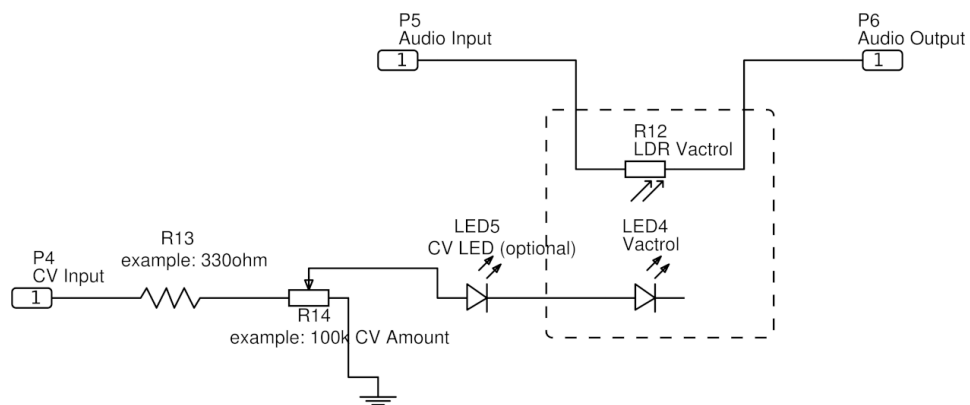 P5
Audio Input
1
P6
Audio Output
1
R12
LDR Vactrol
LED5
CV LED (optional)
LED4
Vactrol
R13
example: 330ohm
P4
CV Input
1
R14
example: 100k CV Amount